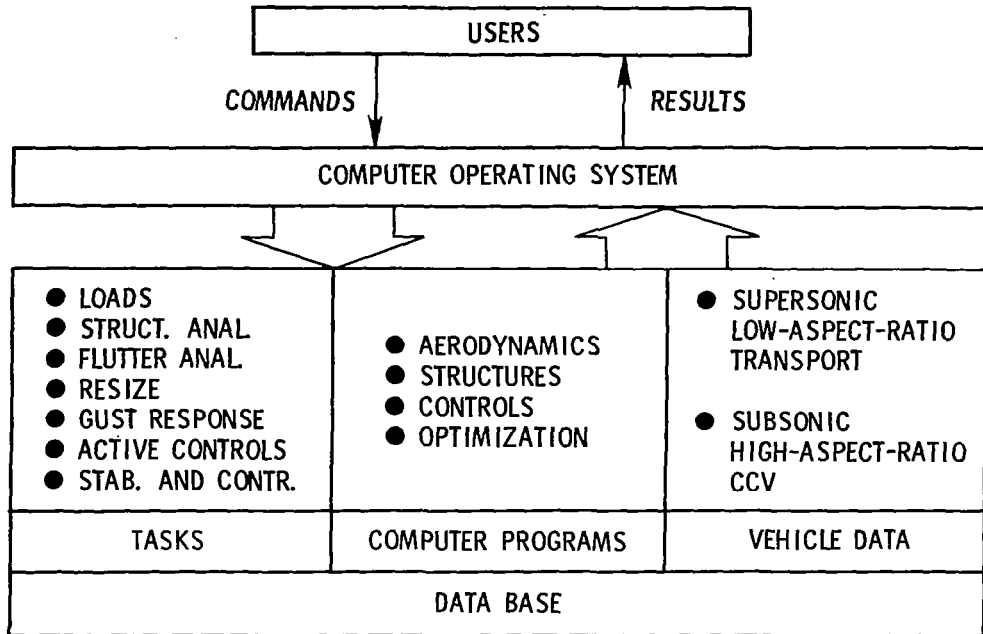 USERS
COMMANDS
RESULTS
COMPUTER OPERATING SYSTEM
● LOADS
● STRUCT. ANAL.
● FLUTTER ANAL.
● RESIZE
● GUST RESPONSE
● ACTIVE CONTROLS
● STAB. AND CONTR.
TASKS
● AERODYNAMICS
● STRUCTURES
● CONTROLS
● OPTIMIZATION
COMPUTER PROGRAMS
● SUPERSONIC
LOW-ASPECT-RATIO
TRANSPORT
● SUBSONIC
HIGH-ASPECT-RATIO
CCV
VEHICLE DATA
DATA BASE